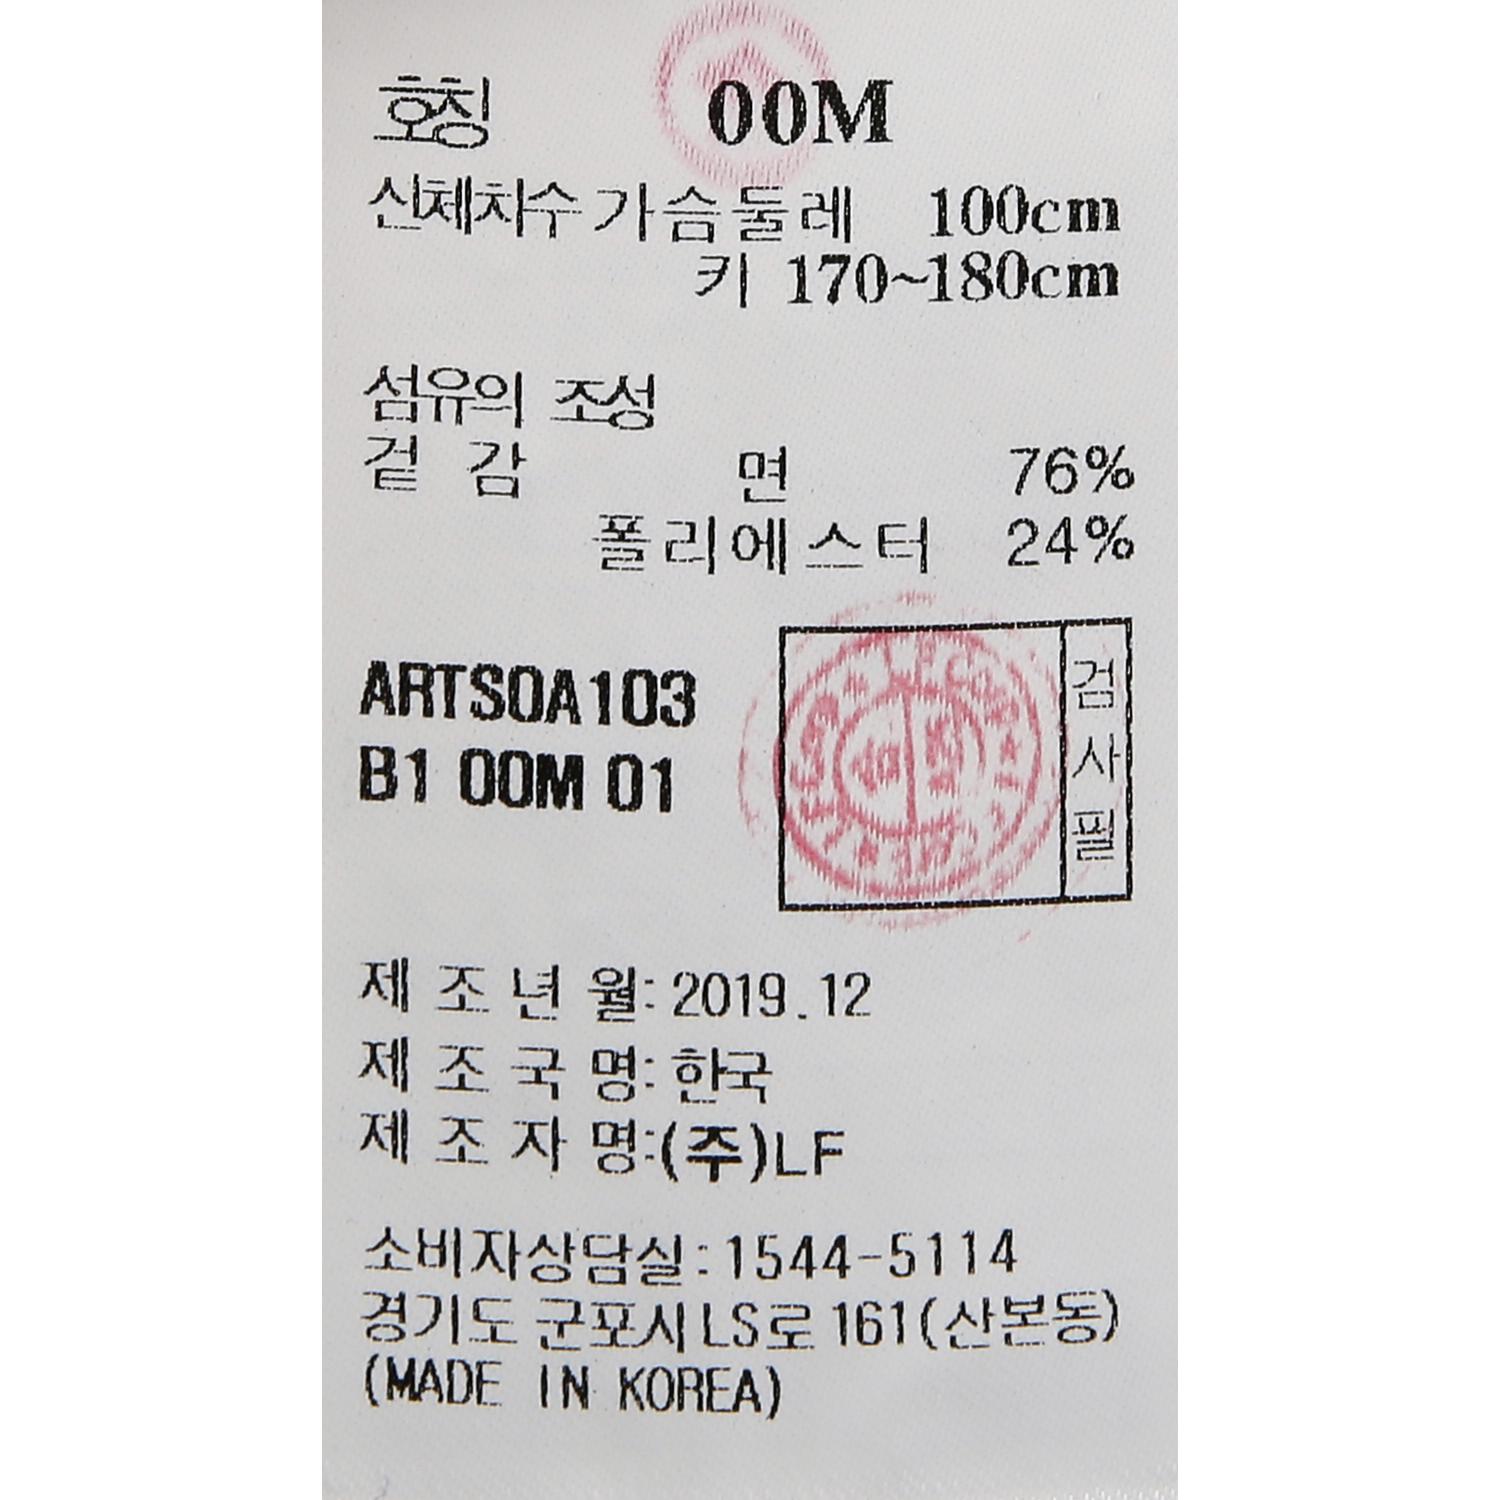 호칭 00M
신체치수 가슴둘레 100cm
키 170~180cm
섬유의 조성
겉감 면 76%
폴리에스터 24%
ARTS0A103
B1 00M 01
검사필
제조년월: 2019.12
제조국명: 한국
제조자명: (주)LF
소비자상담실: 1544-5114
경기도 군포시 LS로 161(산본동)
(MADE IN KOREA)